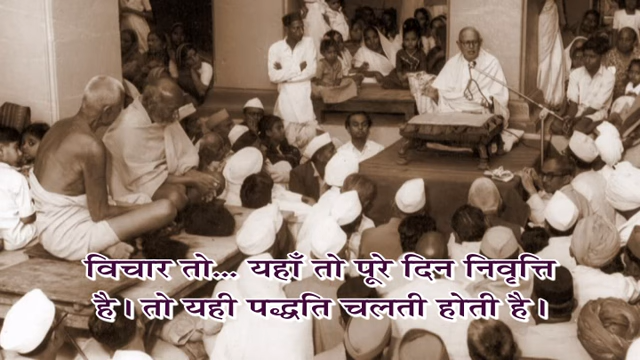 विचार तो... यहाँ तो पूरे दिन निवृत्ति
है। तो यही पद्धति चलती होती है।